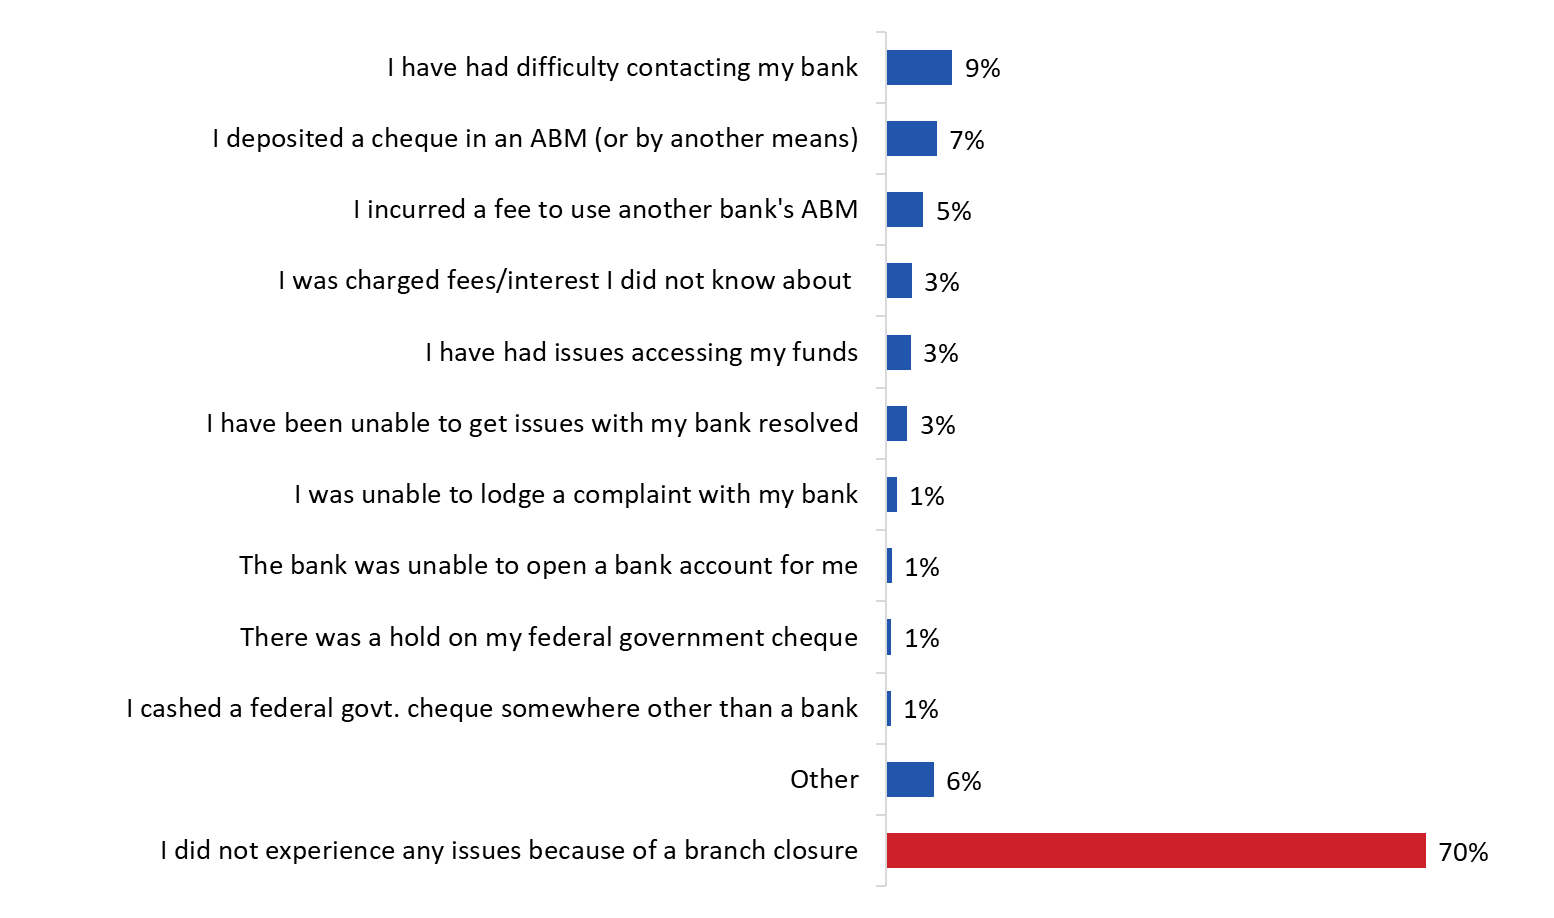 I have had difficulty contacting my bank 9%
I deposited a cheque in an ABM (or by another means) 7%
I incurred a fee to use another bank's ABM 5%
I was charged fees/interest I did not know about 3%
I have had issues accessing my funds 3%
I have been unable to get issues with my bank resolved 3%
I was unable to lodge a complaint with my bank 1%
The bank was unable to open a bank account for me 1%
There was a hold on my federal government cheque 1%
I cashed a federal govt. cheque somewhere other than a bank 1%
Other 6%
I did not experience any issues because of a branch closure 70%